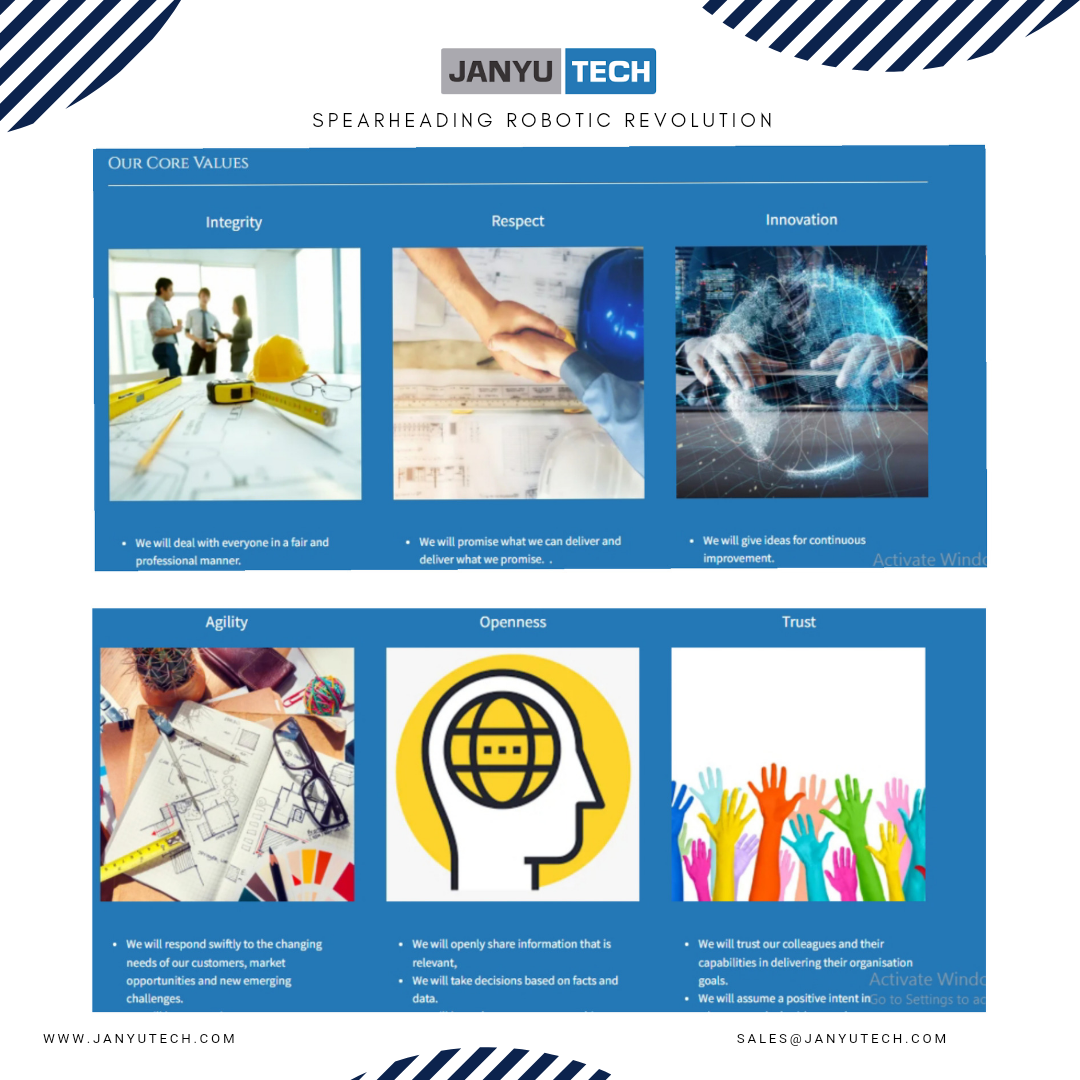 JANYU TECH
SPEARHEADING ROBOTIC REVOLUTION
OUR CORE VALUES
Integrity
Respect
Innovation
• We will deal with everyone in a fair and
professional manner.
• We will promise what we can deliver and
deliver what we promise. .
• We will give ideas for continuous
improvement.
Activate Windo
Agility
Openness
Trust
• We will respond swiftly to the changing
needs of our customers, market
opportunities and new emerging
challenges.
• We will openly share information that is
relevant,
• We will take decisions based on facts and
data.
• We will trust our colleagues and their
capabilities in delivering their organisation
goals.
• We will assume a positive intent in
Activate Windo
Go to Settings to ac
WWW.JANYUTECH.COM
SALES@JANYUTECH.COM